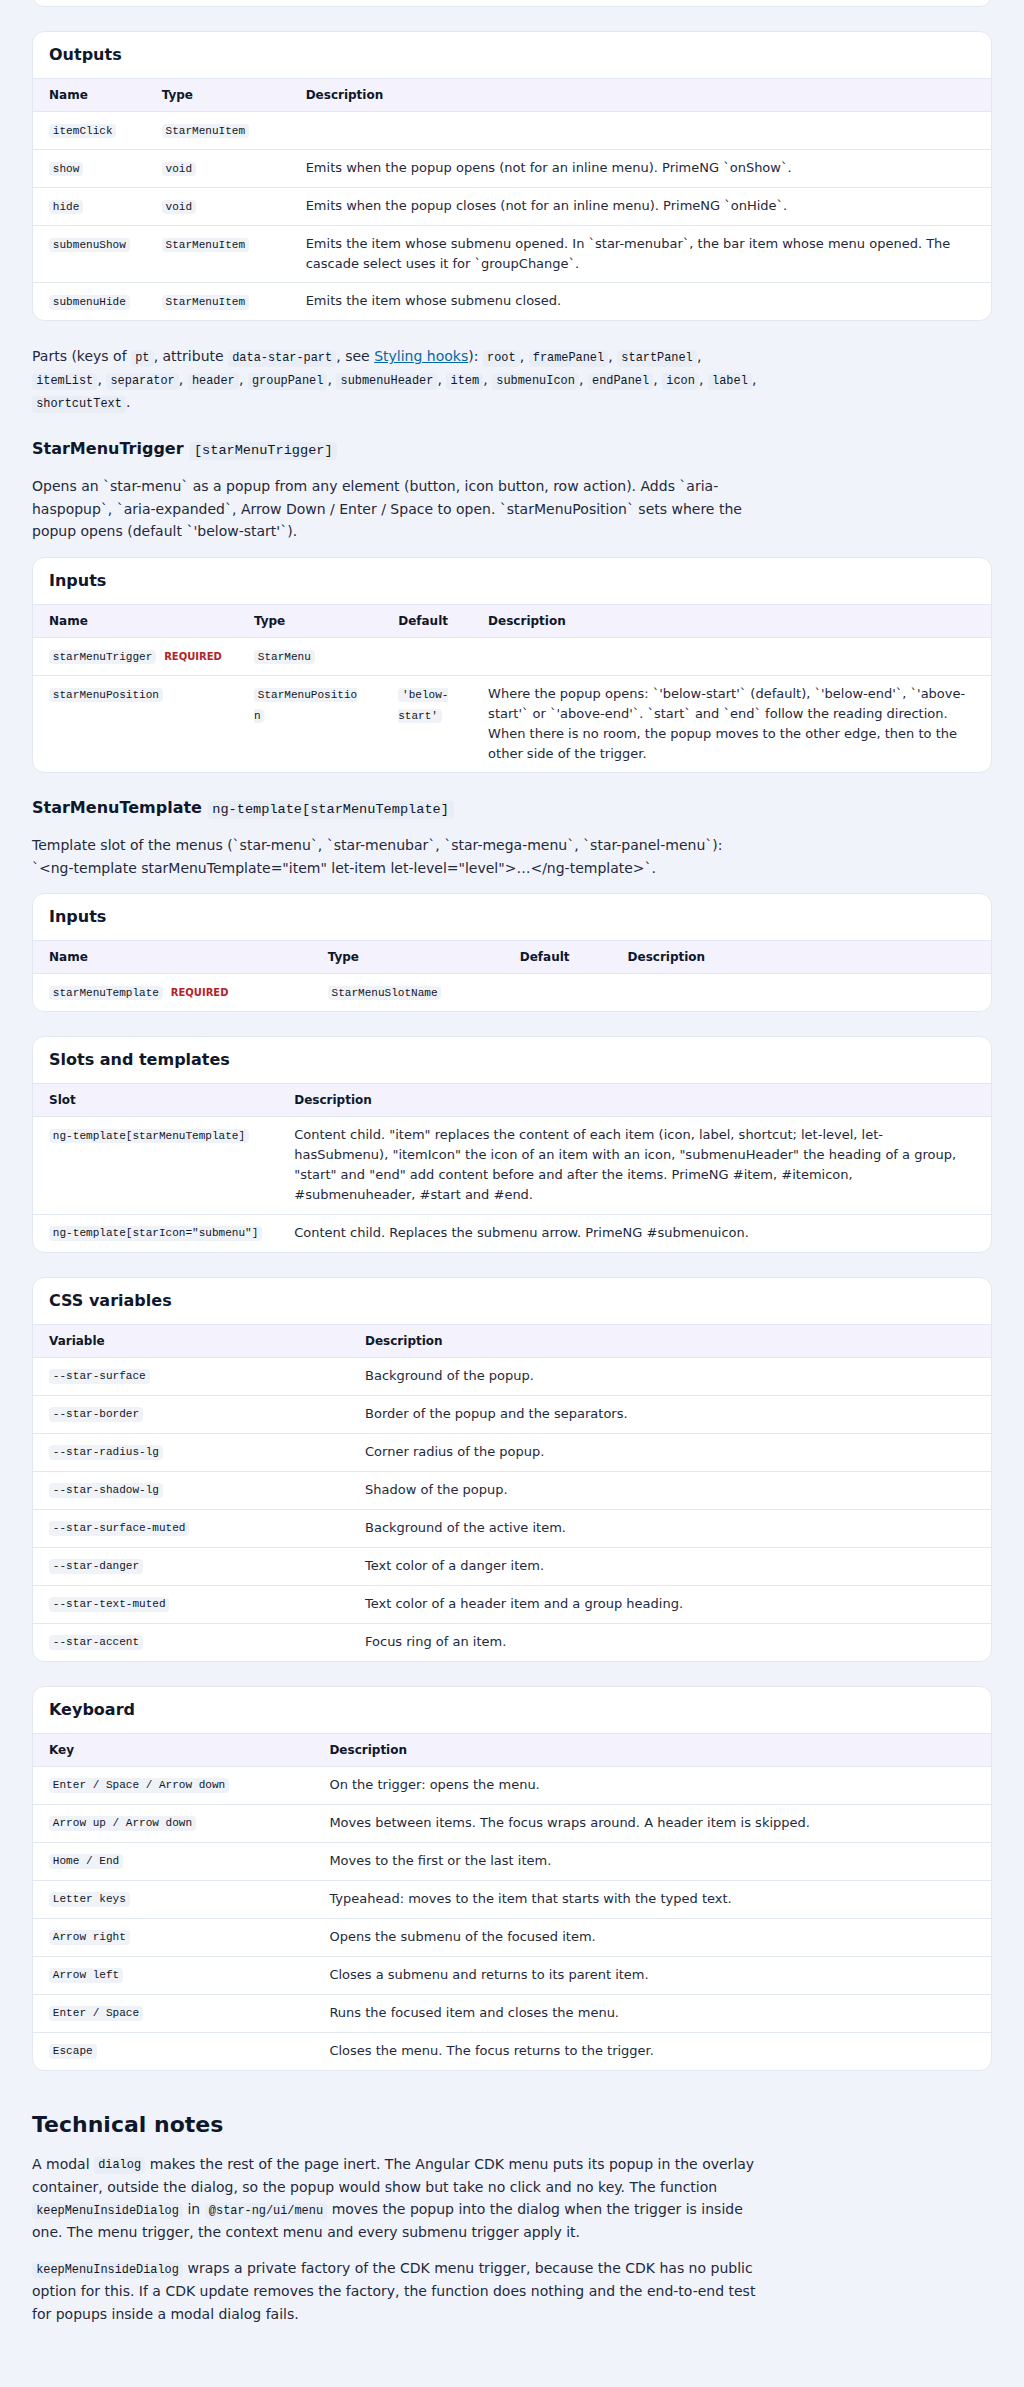 Outputs
Name Type Description
itemClick StarMenuItem
show void Emits when the popup opens (not for an inline menu). PrimeNG `onShow`.
hide void Emits when the popup closes (not for an inline menu). PrimeNG `onHide`.
submenuShow StarMenuItem Emits the item whose submenu opened. In `star-menubar`, the bar item whose menu opened. The
cascade select uses it for `groupChange`.
submenuHide StarMenuItem Emits the item whose submenu closed.
Parts (keys of pt, attribute data-star-part, see Styling hooks): root, framePanel, startPanel,
itemList, separator, header, groupPanel, submenuHeader, item, submenuIcon, endPanel, icon, label,
shortcutText.
StarMenuTrigger [starMenuTrigger]
Opens an `star-menu` as a popup from any element (button, icon button, row action). Adds `aria-
haspopup`, `aria-expanded`, Arrow Down / Enter / Space to open. `starMenuPosition` sets where the
popup opens (default `'below-start'`).
Inputs
Name Type Default Description
starMenuTrigger REQUIRED StarMenu
starMenuPosition StarMenuPositio 'below- Where the popup opens: `'below-start'` (default), `'below-end'`, `'above-
n start' start'` or `'above-end'`. `start` and `end` follow the reading direction.
When there is no room, the popup moves to the other edge, then to the
other side of the trigger.
StarMenuTemplate ng-template[starMenuTemplate]
Template slot of the menus (`star-menu`, `star-menubar`, `star-mega-menu`, `star-panel-menu`):
`<ng-template starMenuTemplate="item" let-item let-level="level">…</ng-template>`.
Inputs
Name Type Default Description
starMenuTemplate REQUIRED StarMenuSlotName
Slots and templates
Slot Description
ng-template[starMenuTemplate] Content child. "item" replaces the content of each item (icon, label, shortcut; let-level, let-
hasSubmenu), "itemIcon" the icon of an item with an icon, "submenuHeader" the heading of a group,
"start" and "end" add content before and after the items. PrimeNG #item, #itemicon,
#submenuheader, #start and #end.
ng-template[starIcon="submenu"] Content child. Replaces the submenu arrow. PrimeNG #submenuicon.
CSS variables
Variable Description
--star-surface Background of the popup.
--star-border Border of the popup and the separators.
--star-radius-lg Corner radius of the popup.
--star-shadow-lg Shadow of the popup.
--star-surface-muted Background of the active item.
--star-danger Text color of a danger item.
--star-text-muted Text color of a header item and a group heading.
--star-accent Focus ring of an item.
Keyboard
Key Description
Enter / Space / Arrow down On the trigger: opens the menu.
Arrow up / Arrow down Moves between items. The focus wraps around. A header item is skipped.
Home / End Moves to the first or the last item.
Letter keys Typeahead: moves to the item that starts with the typed text.
Arrow right Opens the submenu of the focused item.
Arrow left Closes a submenu and returns to its parent item.
Enter / Space Runs the focused item and closes the menu.
Escape Closes the menu. The focus returns to the trigger.
Technical notes
A modal dialog makes the rest of the page inert. The Angular CDK menu puts its popup in the overlay
container, outside the dialog, so the popup would show but take no click and no key. The function
keepMenuInsideDialog in @star-ng/ui/menu moves the popup into the dialog when the trigger is inside
one. The menu trigger, the context menu and every submenu trigger apply it.
keepMenuInsideDialog wraps a private factory of the CDK menu trigger, because the CDK has no public
option for this. If a CDK update removes the factory, the function does nothing and the end-to-end test
for popups inside a modal dialog fails.